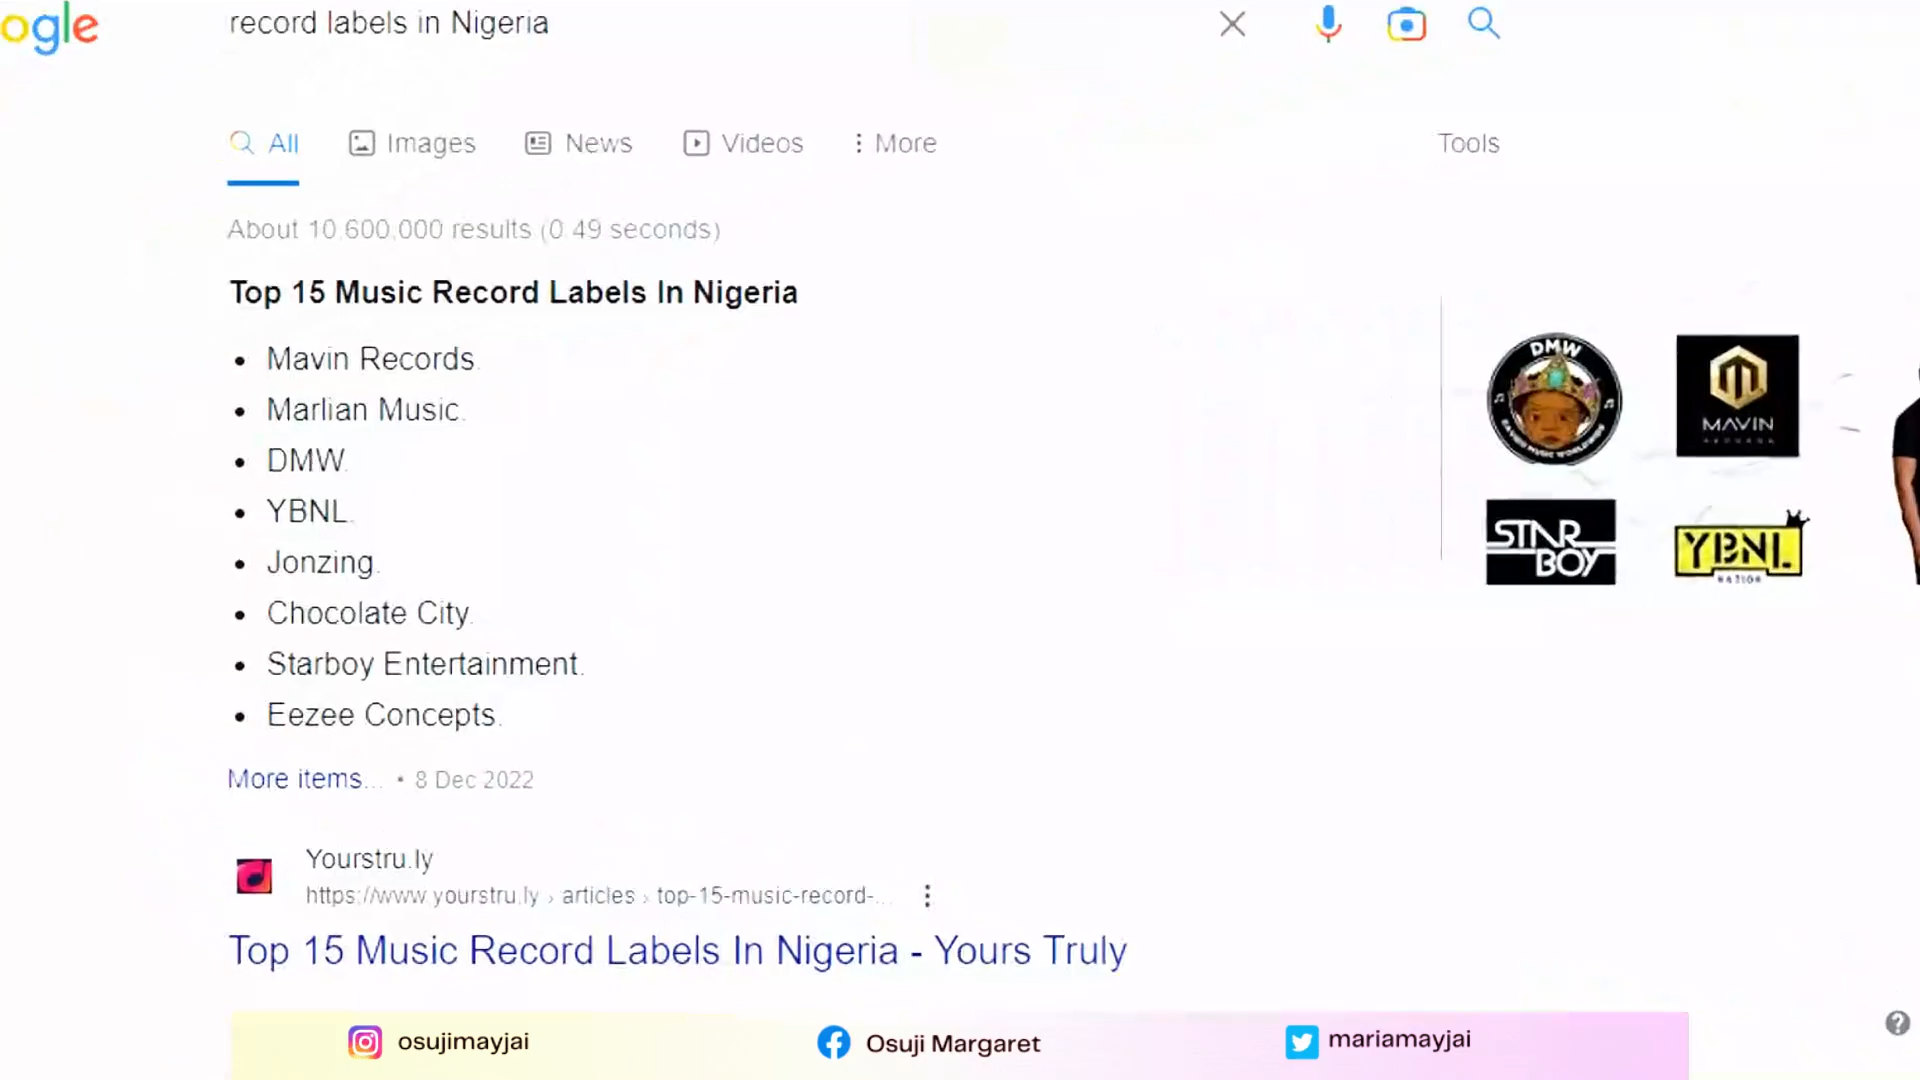 ogle
record labels in Nigeria
All
Images
News
Videos
More
Tools
About 10,600,000 results (0.49 seconds)
Top 15 Music Record Labels In Nigeria
Mavin Records.
Marlian Music.
DMW.
YBNL.
Jonzing.
Chocolate City.
Starboy Entertainment.
Eezee Concepts.
More items... • 8 Dec 2022
DMW
MAVIN
RECORDS
STAR
BOY
YBNL
NATION
Yourstru.ly
https://www.yourstru.ly › articles › top-15-music-record-...
Top 15 Music Record Labels In Nigeria - Yours Truly
osujimayjai
Osuji Margaret
mariamayjai